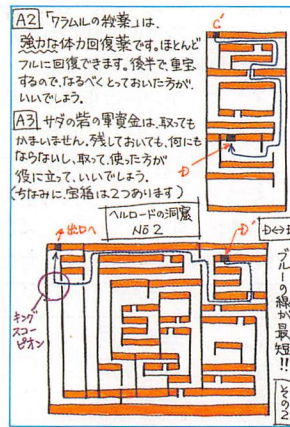 A2 「ワラムルの秘薬」は、
強力な体力回復薬です。ほとんど
フルに回復できます。後半で、重宝
するので、なるべくとっておいた方が、
いいでしょう。
A3 サダの砦の軍資金は、取っても
かまいません。残しておいても、何にも
ならないし、取って、使った方が
役に立って、いいでしょう。
(ちなみに、宝箱は2つあります)
C'
D
ヘルロードの洞窟
No2
出口へ
D'
キング
スコー
ピオン
ブルーの線が最短!!
その2